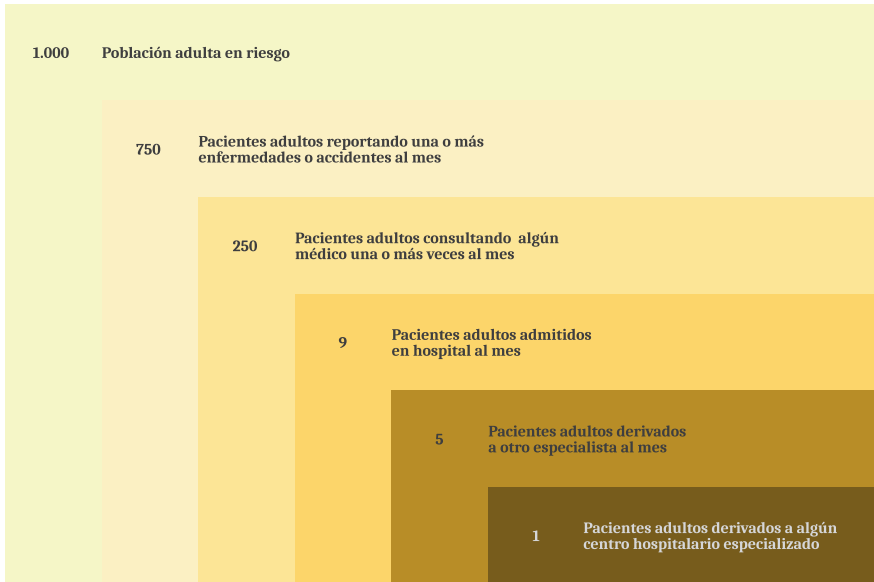 1.000 Población adulta en riesgo
750 Pacientes adultos reportando una o más
enfermedades o accidentes al mes
250 Pacientes adultos consultando  algún
médico una o más veces al mes
9 Pacientes adultos admitidos
en hospital al mes
5 Pacientes adultos derivados
a otro especialista al mes
1 Pacientes adultos derivados a algún
centro hospitalario especializado